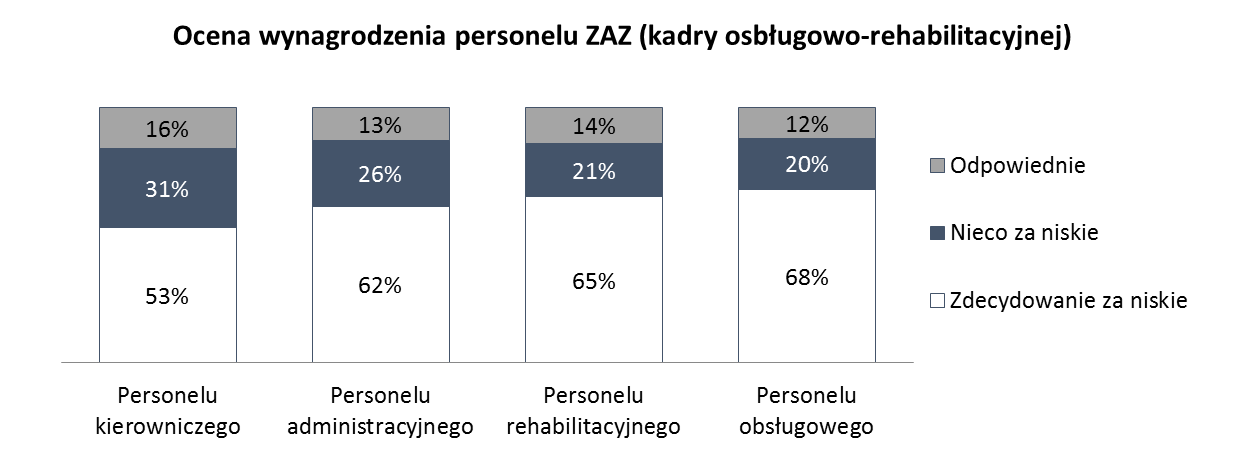 Ocena wynagrodzenia personelu ZAZ (kadry osbługowo-rehabilitacyjnej)
16%
13%
14%
12%
31%
26%
21%
20%
53%
62%
65%
68%
Odpowiednie
Nieco za niskie
Zdecydowanie za niskie
Personelu
kierowniczego
Personelu
administracyjnego
Personelu
rehabilitacyjnego
Personelu
obsługowego